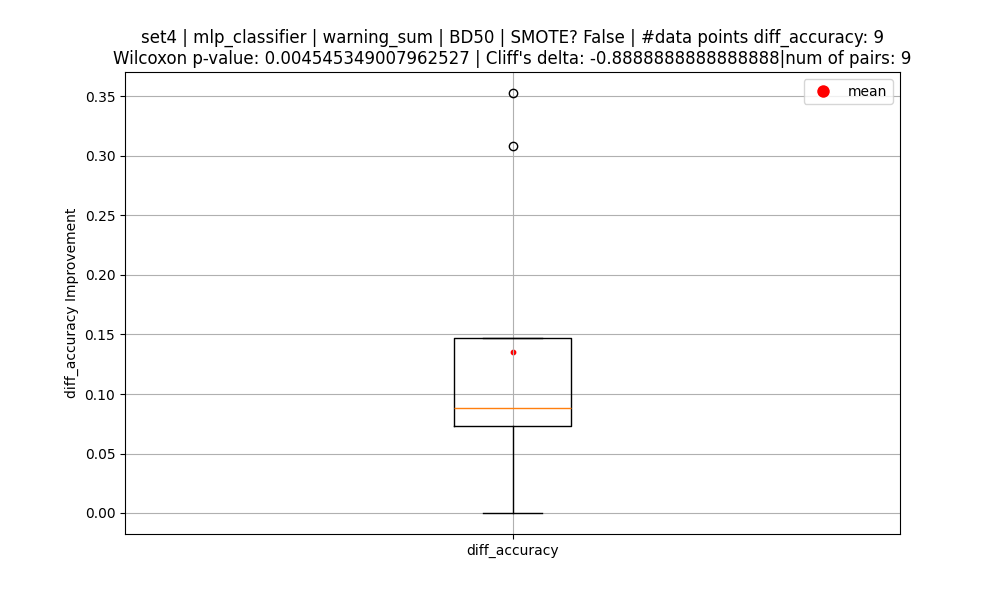 set4 | mlp_classifier | warning_sum | BD50 | SMOTE? False | #data points diff_accuracy: 9
Wilcoxon p-value: 0.004545349007962527 | Cliff's delta: -0.8888888888888888|num of pairs: 9
mean
0.35
0.30
0.25
0.20
0.15
0.10
0.05
0.00
diff_accuracy Improvement
diff_accuracy